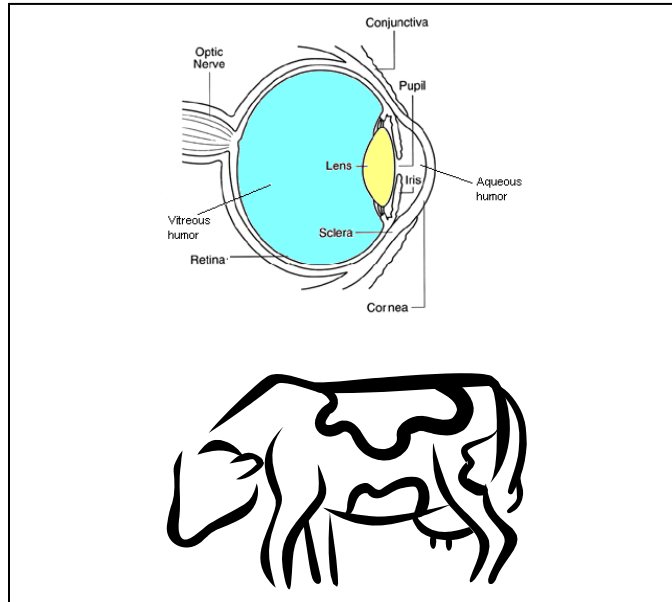 Conjunctiva
Optic
Nerve
Pupil
Lens
Iris
Aqueous
humor
Vitreous
humor
Sclera
Retina
Cornea